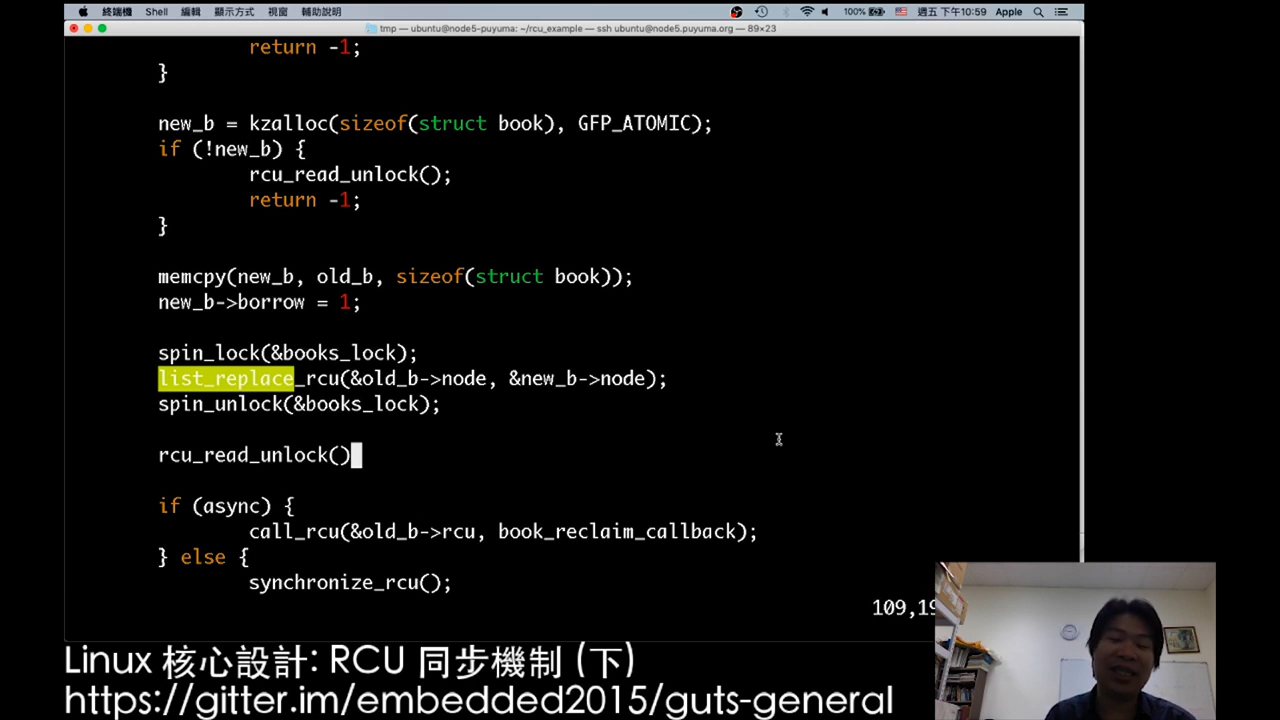 終端機 Shell 編輯 顯示方式 視窗 輔助說明 100% 週五 下午10:59 Apple
tmp — ubuntu@node5-puyuma: ~/rcu_example — ssh ubuntu@node5.puyuma.org — 89×23
return -1;
}
new_b = kzalloc(sizeof(struct book), GFP_ATOMIC);
if (!new_b) {
rcu_read_unlock();
return -1;
}
memcpy(new_b, old_b, sizeof(struct book));
new_b->borrow = 1;
spin_lock(&books_lock);
list_replace_rcu(&old_b->node, &new_b->node);
spin_unlock(&books_lock);
rcu_read_unlock()
if (async) {
call_rcu(&old_b->rcu, book_reclaim_callback);
} else {
synchronize_rcu();
109,19
Linux 核心設計: RCU 同步機制 (下)
https://gitter.im/embedded2015/guts-general